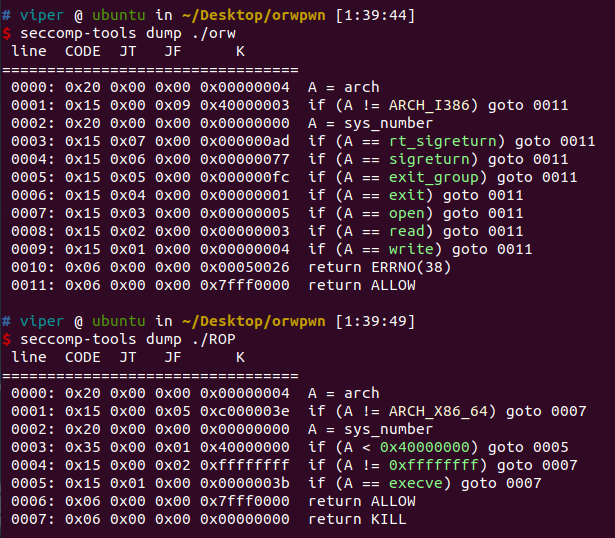 # viper @ ubuntu in ~/Desktop/orwpwn [1:39:44]
$ seccomp-tools dump ./orw
 line  CODE  JT   JF      K
=================================
 0000: 0x20 0x00 0x00 0x00000004  A = arch
 0001: 0x15 0x00 0x09 0x40000003  if (A != ARCH_I386) goto 0011
 0002: 0x20 0x00 0x00 0x00000000  A = sys_number
 0003: 0x15 0x07 0x00 0x000000ad  if (A == rt_sigreturn) goto 0011
 0004: 0x15 0x06 0x00 0x00000077  if (A == sigreturn) goto 0011
 0005: 0x15 0x05 0x00 0x000000fc  if (A == exit_group) goto 0011
 0006: 0x15 0x04 0x00 0x00000001  if (A == exit) goto 0011
 0007: 0x15 0x03 0x00 0x00000005  if (A == open) goto 0011
 0008: 0x15 0x02 0x00 0x00000003  if (A == read) goto 0011
 0009: 0x15 0x01 0x00 0x00000004  if (A == write) goto 0011
 0010: 0x06 0x00 0x00 0x00050026  return ERRNO(38)
 0011: 0x06 0x00 0x00 0x7fff0000  return ALLOW
# viper @ ubuntu in ~/Desktop/orwpwn [1:39:49]
$ seccomp-tools dump ./ROP
 line  CODE  JT   JF      K
=================================
 0000: 0x20 0x00 0x00 0x00000004  A = arch
 0001: 0x15 0x00 0x05 0xc000003e  if (A != ARCH_X86_64) goto 0007
 0002: 0x20 0x00 0x00 0x00000000  A = sys_number
 0003: 0x35 0x00 0x01 0x40000000  if (A < 0x40000000) goto 0005
 0004: 0x15 0x00 0x02 0xffffffff  if (A != 0xffffffff) goto 0007
 0005: 0x15 0x01 0x00 0x0000003b  if (A == execve) goto 0007
 0006: 0x06 0x00 0x00 0x7fff0000  return ALLOW
 0007: 0x06 0x00 0x00 0x00000000  return KILL